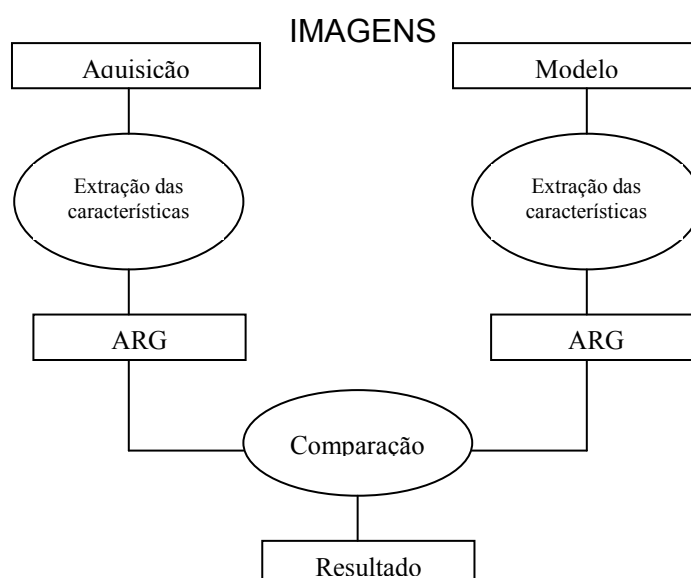 IMAGENS
Aquisição
Modelo
Extração das
características
Extração das
características
ARG
ARG
Comparação
Resultado